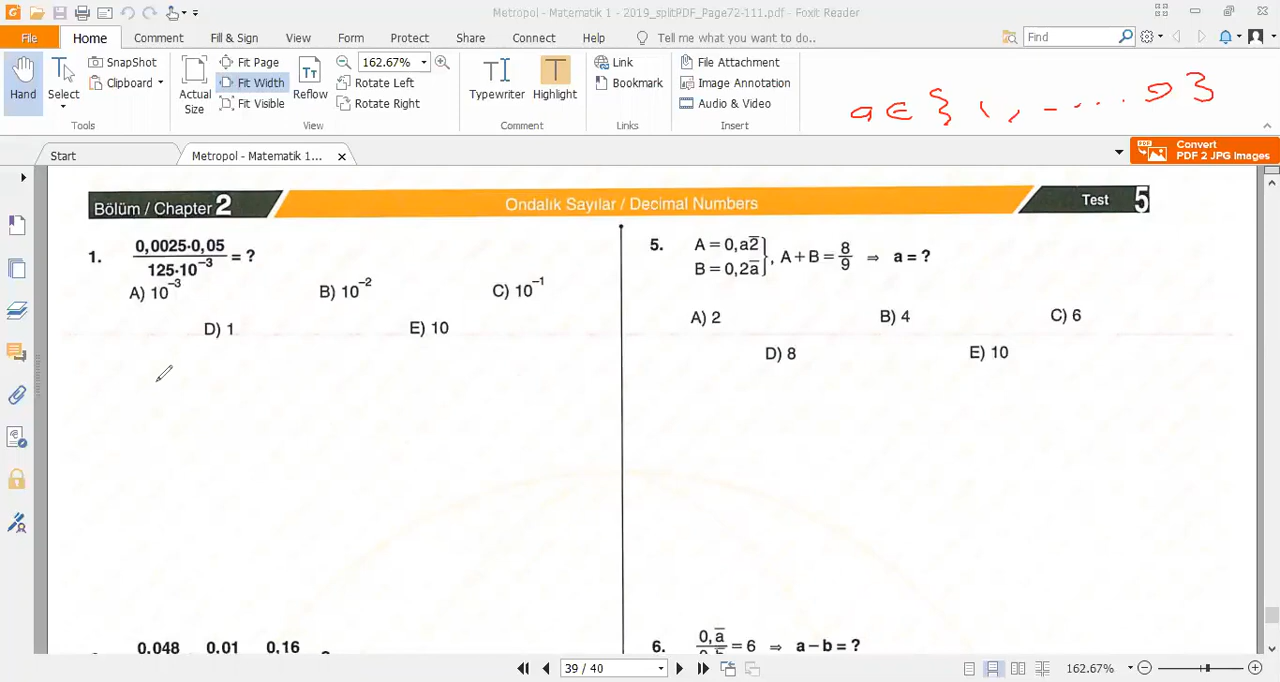 Metropol - Matematik 1 - 2019_splitPDF_Page72-111.pdf - Foxit Reader
File Home Comment Fill & Sign View Form Protect Share Connect Help Tell me what you want to do... Find
Hand
Select
SnapShot
Clipboard
Tools
Actual Size
Fit Page
Fit Width
Fit Visible
Reflow
162.67%
Rotate Left
Rotate Right
View
Typewriter
Highlight
Comment
Link
Bookmark
Links
File Attachment
Image Annotation
Audio & Video
Insert
a ∈ { 1 , - ... 9 }
Start
Metropol - Matematik 1...
Convert
PDF 2 JPG Images
Bölüm / Chapter 2
Ondalık Sayılar / Decimal Numbers
Test 5
1. 0,0025·0,05 / 125·10⁻³ = ?
A) 10⁻³ B) 10⁻² C) 10⁻¹
D) 1 E) 10
5. A = 0,a2̅
B = 0,2a̅ } , A + B = 8/9 ⇒ a = ?
A) 2 B) 4 C) 6
D) 8 E) 10
0,048 0,01 0,16
6. 0,a̅ / 0,b̅ = 6 ⇒ a – b = ?
39 / 40
162.67%